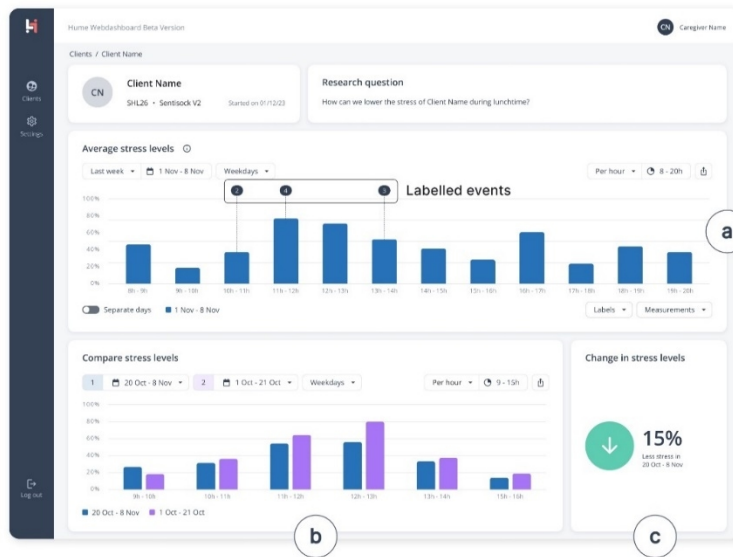 Hume Webdashboard Beta Version
CN Caregiver Name
Clients / Client Name
Clients
Settings
CN
Client Name
SHL26 • Sentisock V2
Started on 01/12/23
Research question
How can we lower the stress of Client Name during lunchtime?
Average stress levels
Last week 1 Nov - 8 Nov Weekdays
Per hour 8 - 20h
2 4 3 Labelled events
100%
80%
60%
40%
20%
0%
8h - 9h 9h - 10h 10h - 11h 11h - 12h 12h - 13h 13h - 14h 14h - 15h 15h - 16h 16h - 17h 17h - 18h 18h - 19h 19h - 20h
a
Separate days 1 Nov - 8 Nov
Labels Measurements
Compare stress levels
1 20 Oct - 8 Nov 2 1 Oct - 21 Oct Weekdays
Per hour 9 - 15h
100%
80%
60%
40%
20%
0%
9h - 10h 10h - 11h 11h - 12h 12h - 13h 13h - 14h 15h - 16h
20 Oct - 8 Nov 1 Oct - 21 Oct
b
Change in stress levels
15%
Less stress in
20 Oct - 8 Nov
c
Log out